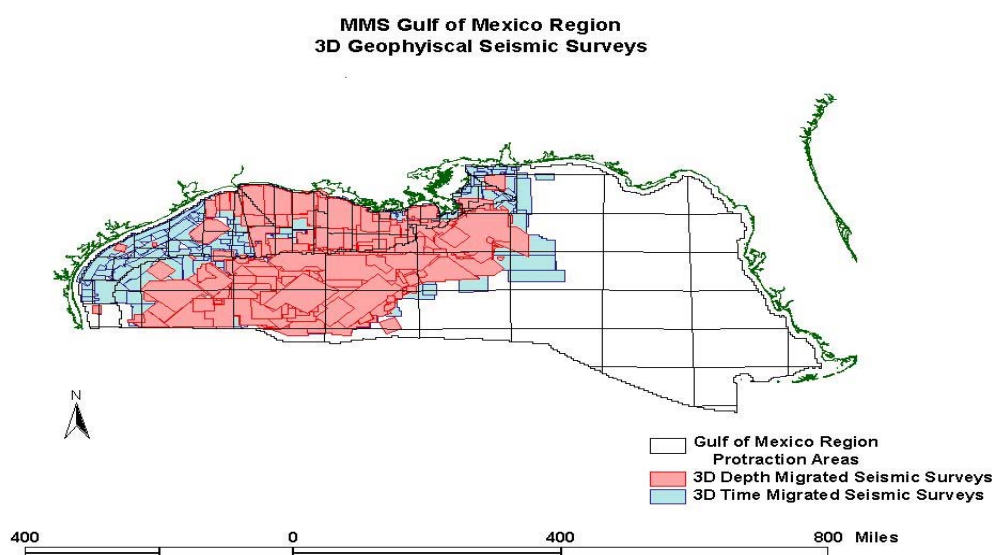 MMS Gulf of Mexico Region
3D Geophyiscal Seismic Surveys
N
Gulf of Mexico Region
Protraction Areas
3D Depth Migrated Seismic Surveys
3D Time Migrated Seismic Surveys
400 0 400 800 Miles